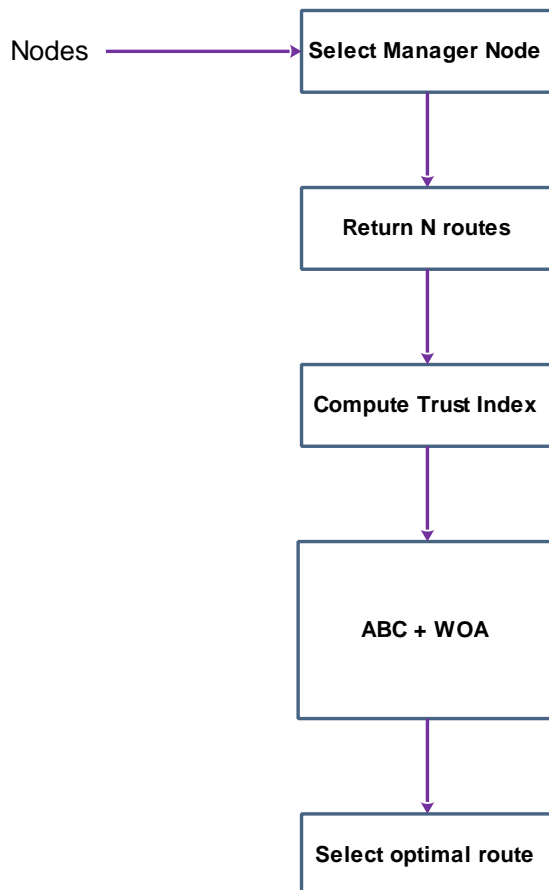 Nodes
Select Manager Node
Return N routes
Compute Trust Index
ABC + WOA
Select optimal route